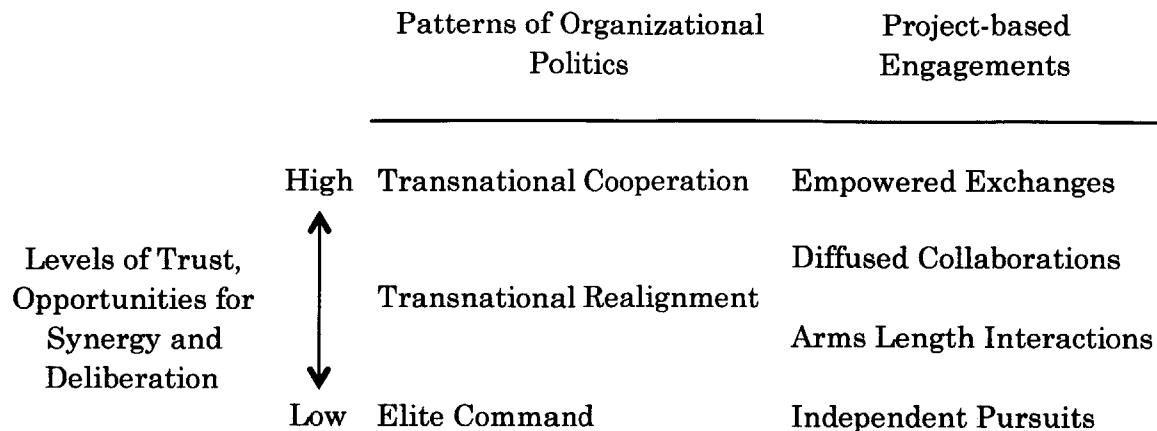 Patterns of Organizational
Politics
Project-based
Engagements
High Transnational Cooperation Empowered Exchanges
Levels of Trust,
Opportunities for
Synergy and
Deliberation
Diffused Collaborations
Transnational Realignment
Arms Length Interactions
Low Elite Command Independent Pursuits